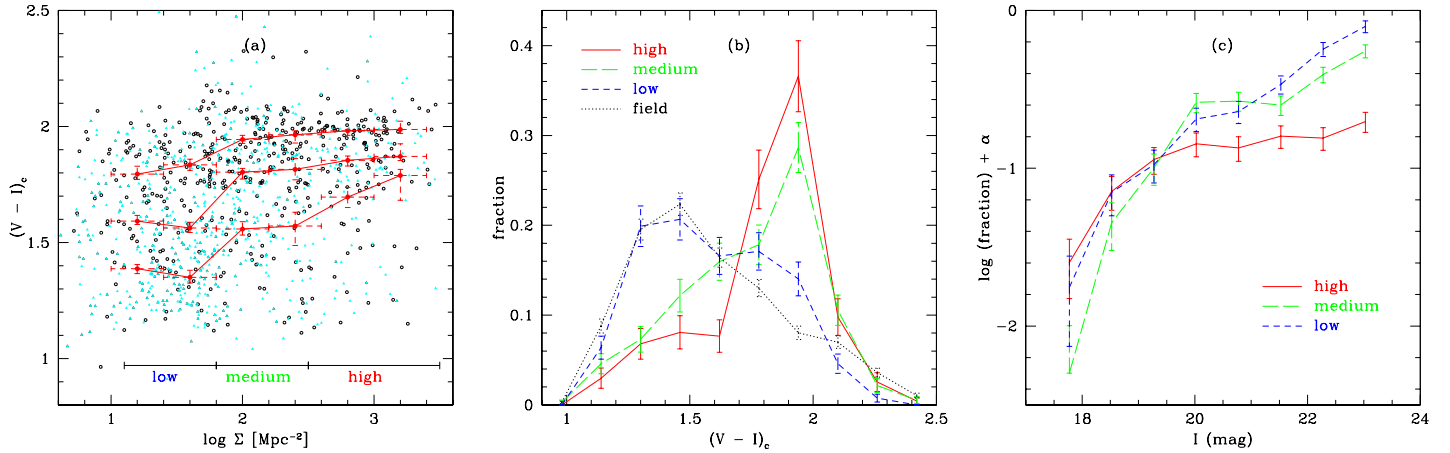 (a)
2.5
2
1.5
1
(V − I)c
low
medium
high
1
2
3
log Σ [Mpc⁻²]
(b)
high
medium
low
field
0.4
0.3
0.2
0.1
0
fraction
1
1.5
2
2.5
(V − I)c
(c)
0
−1
−2
log (fraction) + α
high
medium
low
18
20
22
24
I (mag)